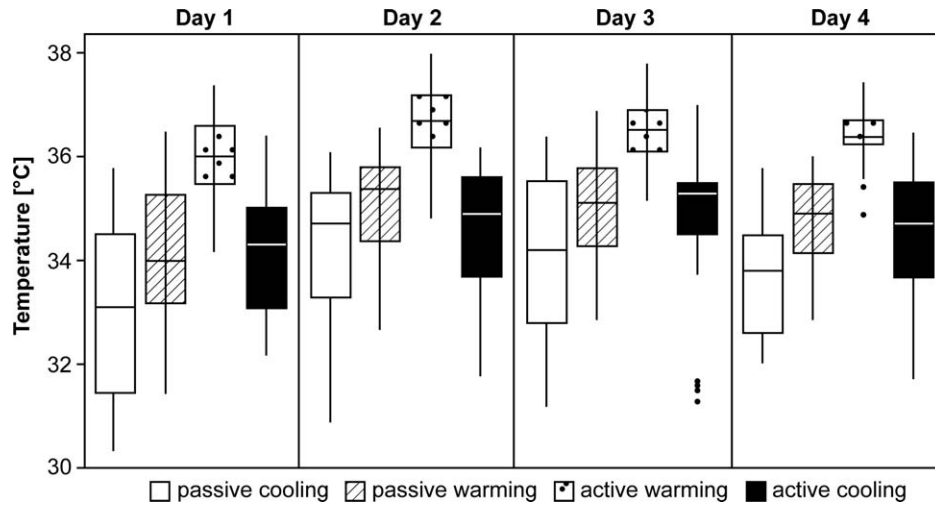 Day 1 Day 2 Day 3 Day 4
Temperature [°C]
38
36
34
32
30
passive cooling passive warming active warming active cooling